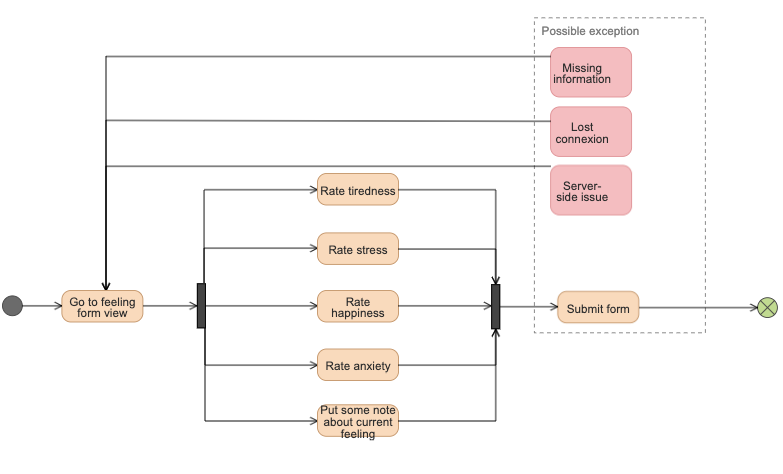 Possible exception
Missing
information
Lost
connexion
Server-
side issue
Rate tiredness
Rate stress
Go to feeling
form view
Rate
happiness
Submit form
Rate anxiety
Put some note
about current
feeling